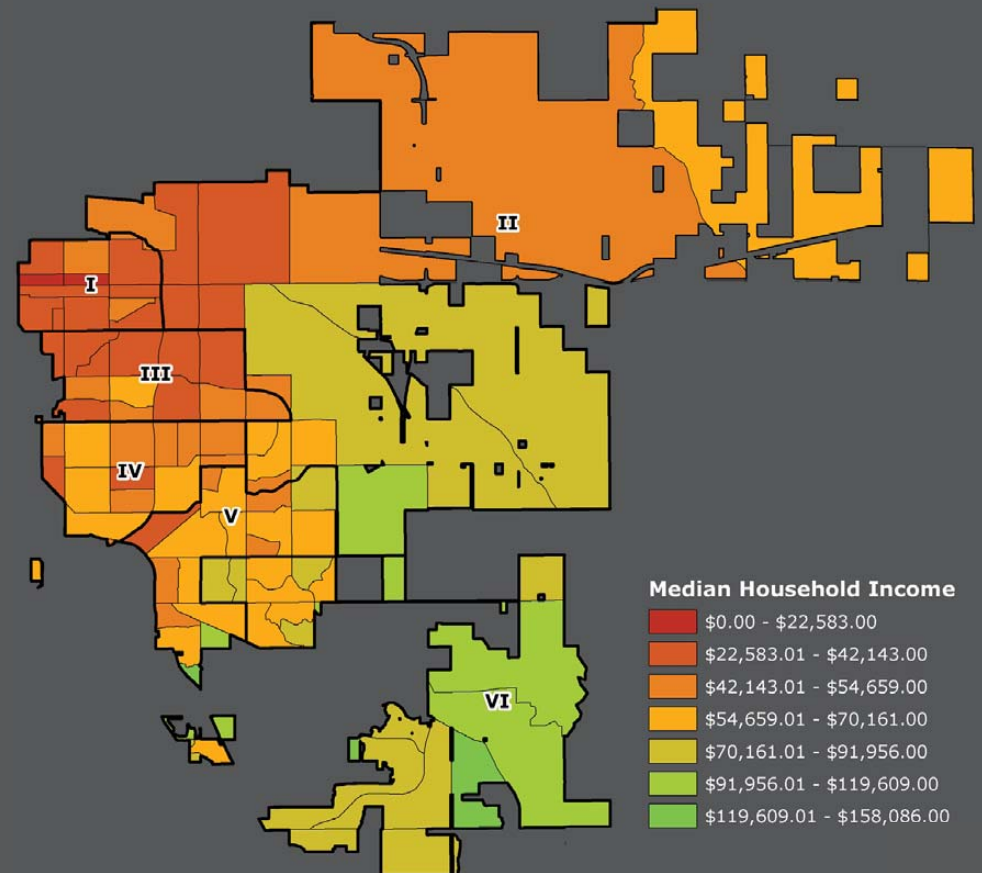 II
I
III
IV
V
VI
Median Household Income
$0.00 - $22,583.00
$22,583.01 - $42,143.00
$42,143.01 - $54,659.00
$54,659.01 - $70,161.00
$70,161.01 - $91,956.00
$91,956.01 - $119,609.00
$119,609.01 - $158,086.00